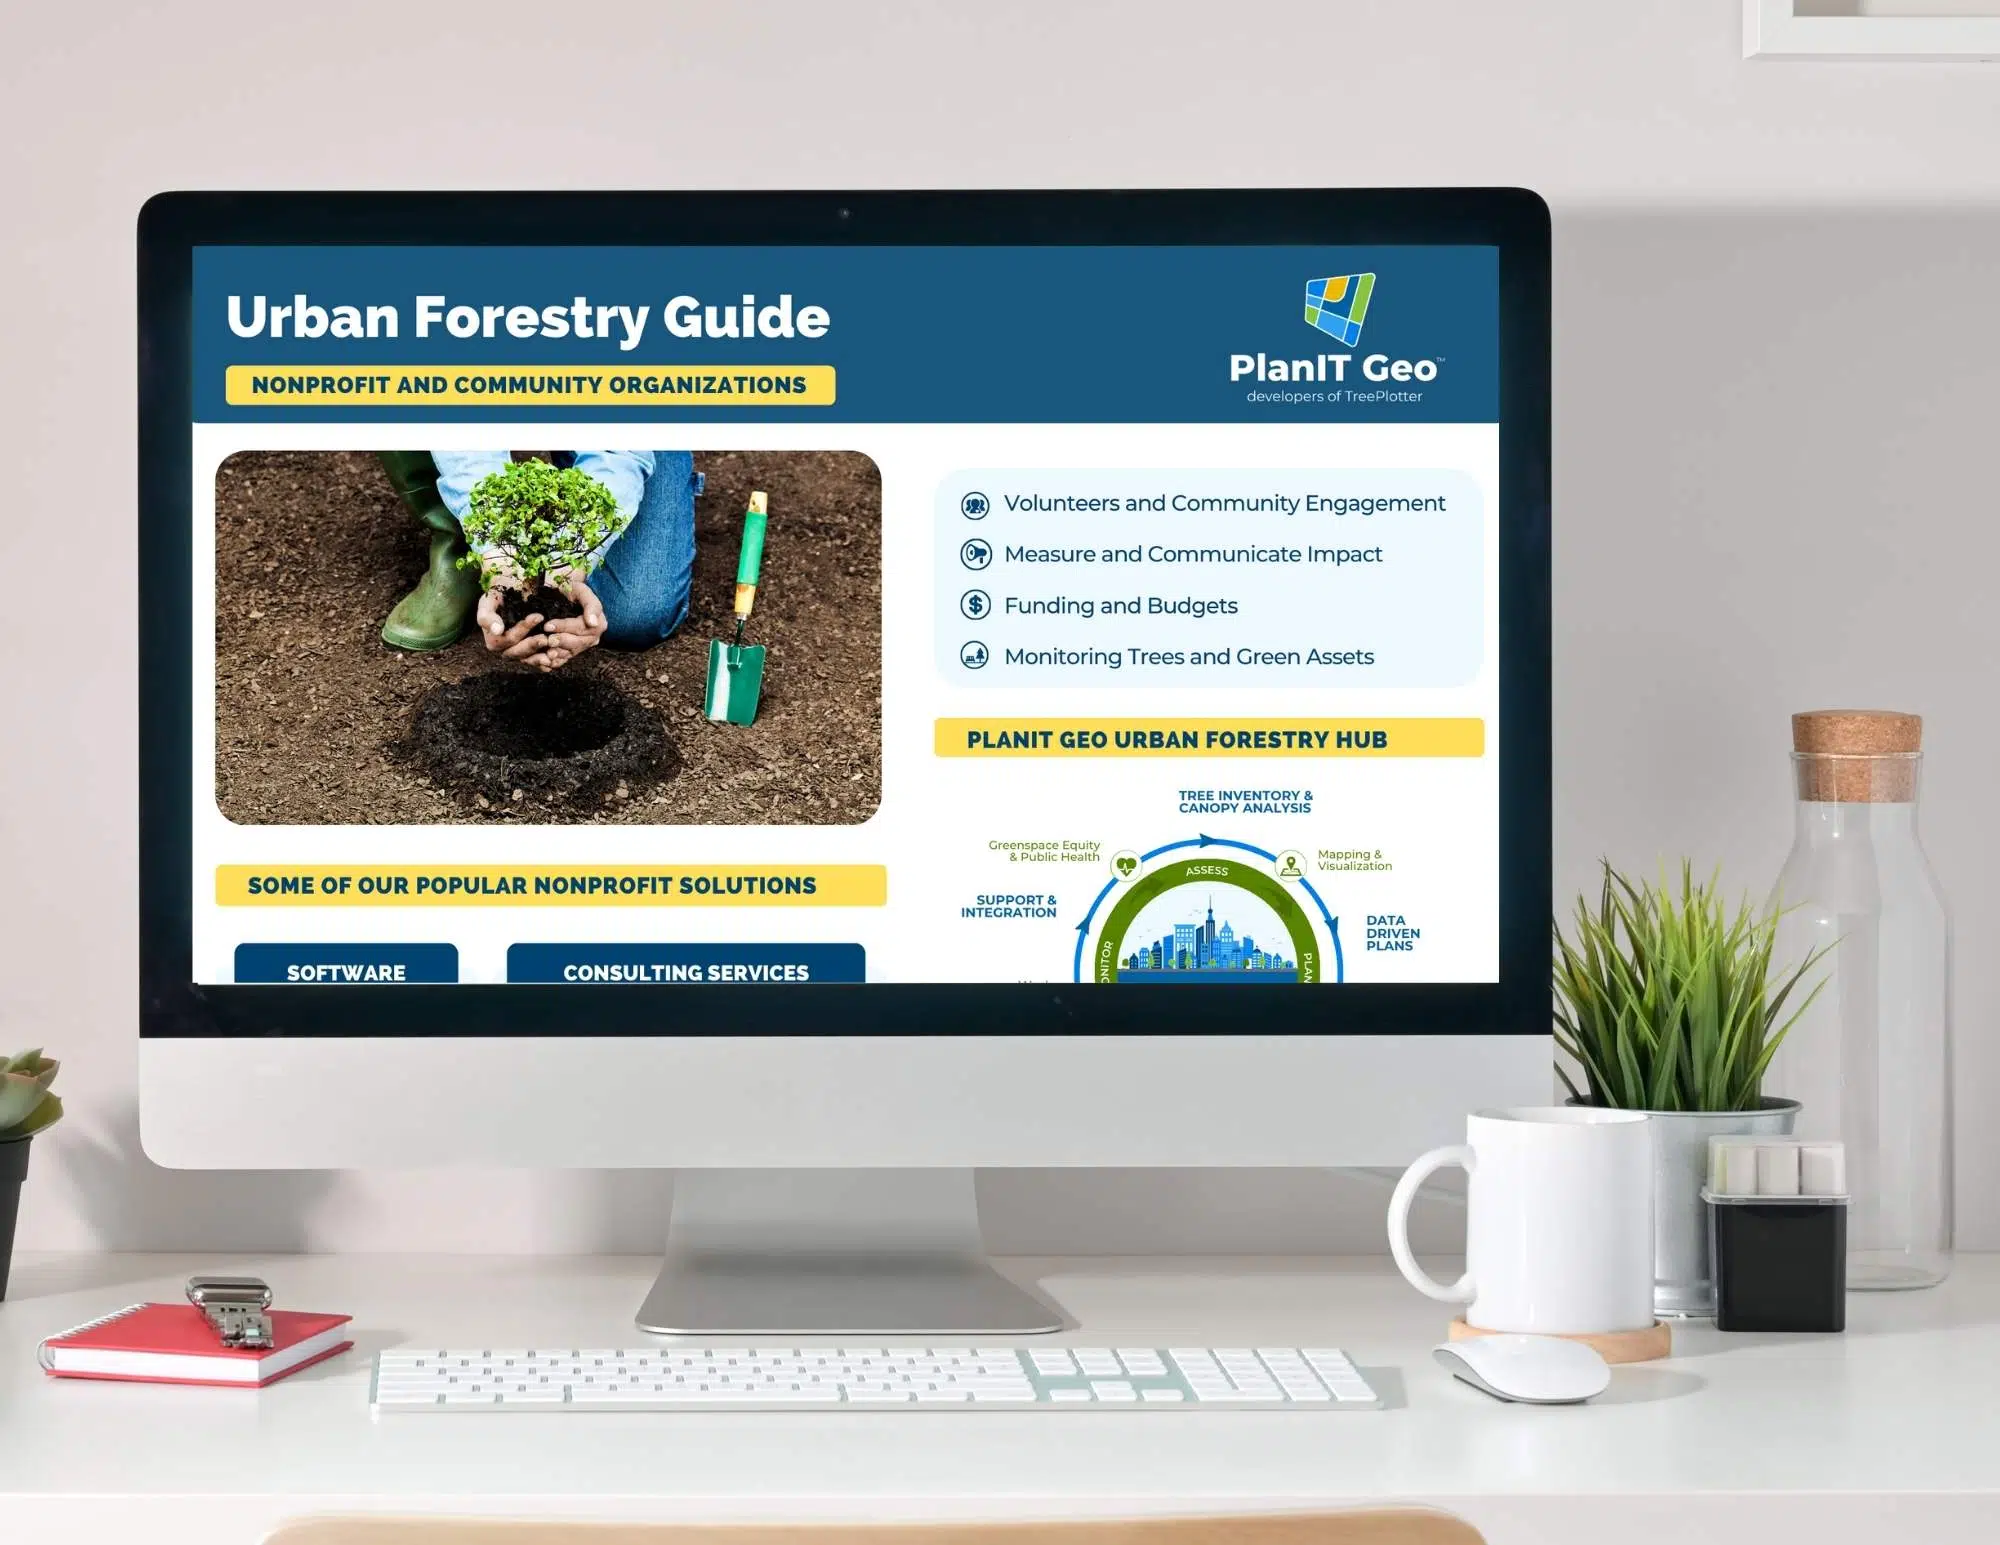 Urban Forestry Guide
NONPROFIT AND COMMUNITY ORGANIZATIONS
PlanIT Geo™
developers of TreePlotter
Volunteers and Community Engagement
Measure and Communicate Impact
Funding and Budgets
Monitoring Trees and Green Assets
PLANIT GEO URBAN FORESTRY HUB
TREE INVENTORY &
CANOPY ANALYSIS
Greenspace Equity
& Public Health
Mapping &
Visualization
ASSESS
SUPPORT &
INTEGRATION
DATA
DRIVEN
PLANS
PLAN
SOME OF OUR POPULAR NONPROFIT SOLUTIONS
SOFTWARE
CONSULTING SERVICES